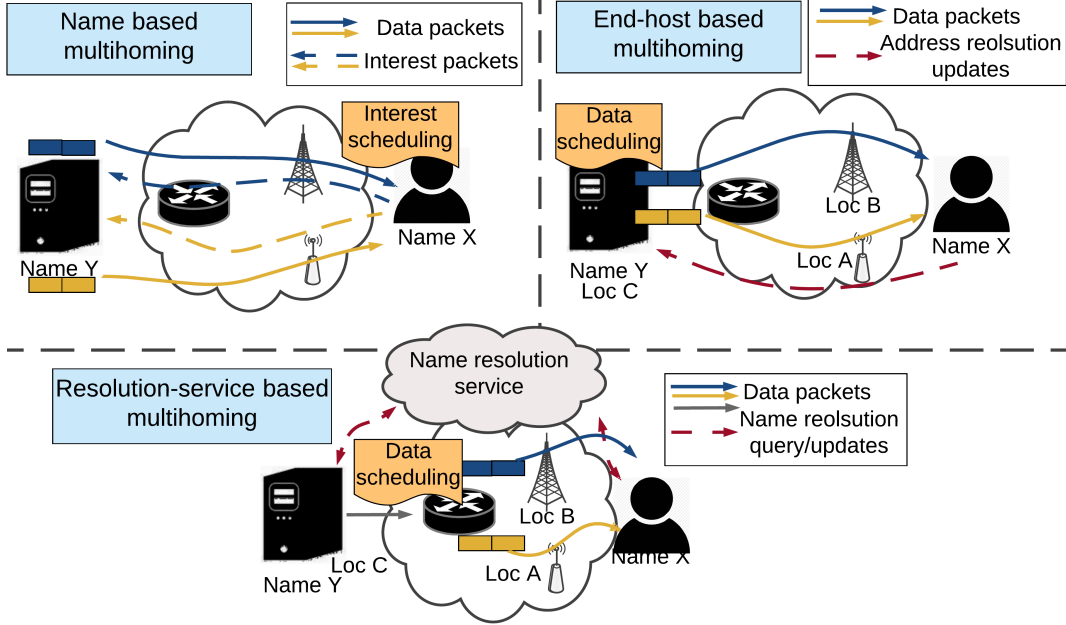 Name based
multihoming
Data packets
Interest packets
Interest
scheduling
Name Y
Name X
End-host based
multihoming
Data packets
Address reolsution
updates
Data
scheduling
Loc B
Loc A
Name X
Name Y
Loc C
Resolution-service based
multihoming
Name resolution
service
Data packets
Name reolsution
query/updates
Data
scheduling
Loc B
Loc A
Loc C
Name Y
Name X